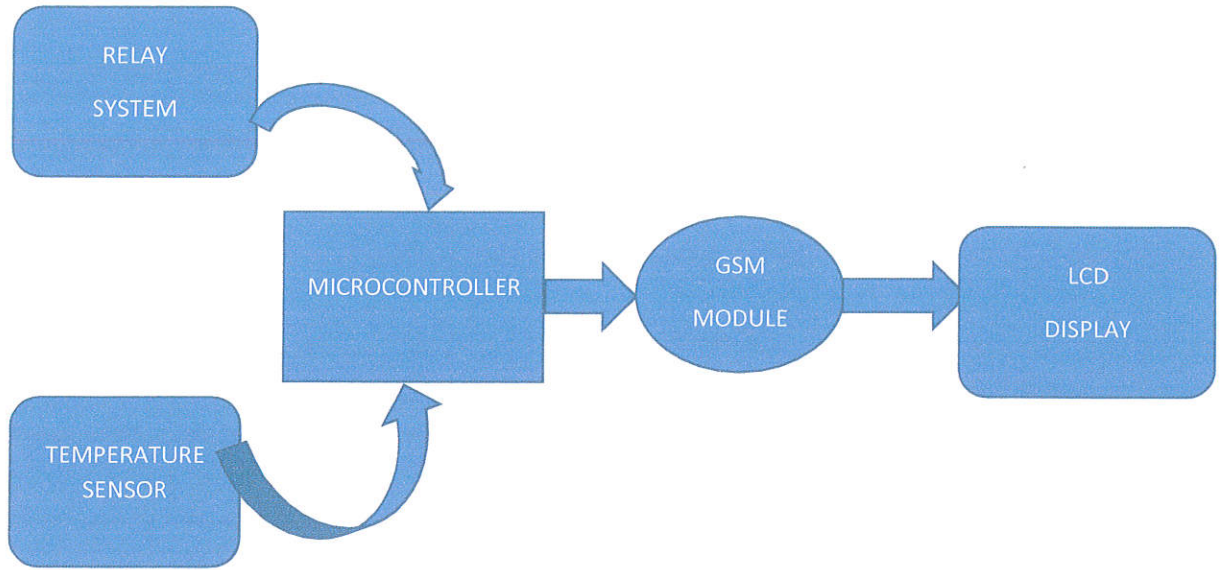 RELAY
SYSTEM
MICROCONTROLLER
GSM
MODULE
LCD
DISPLAY
TEMPERATURE
SENSOR